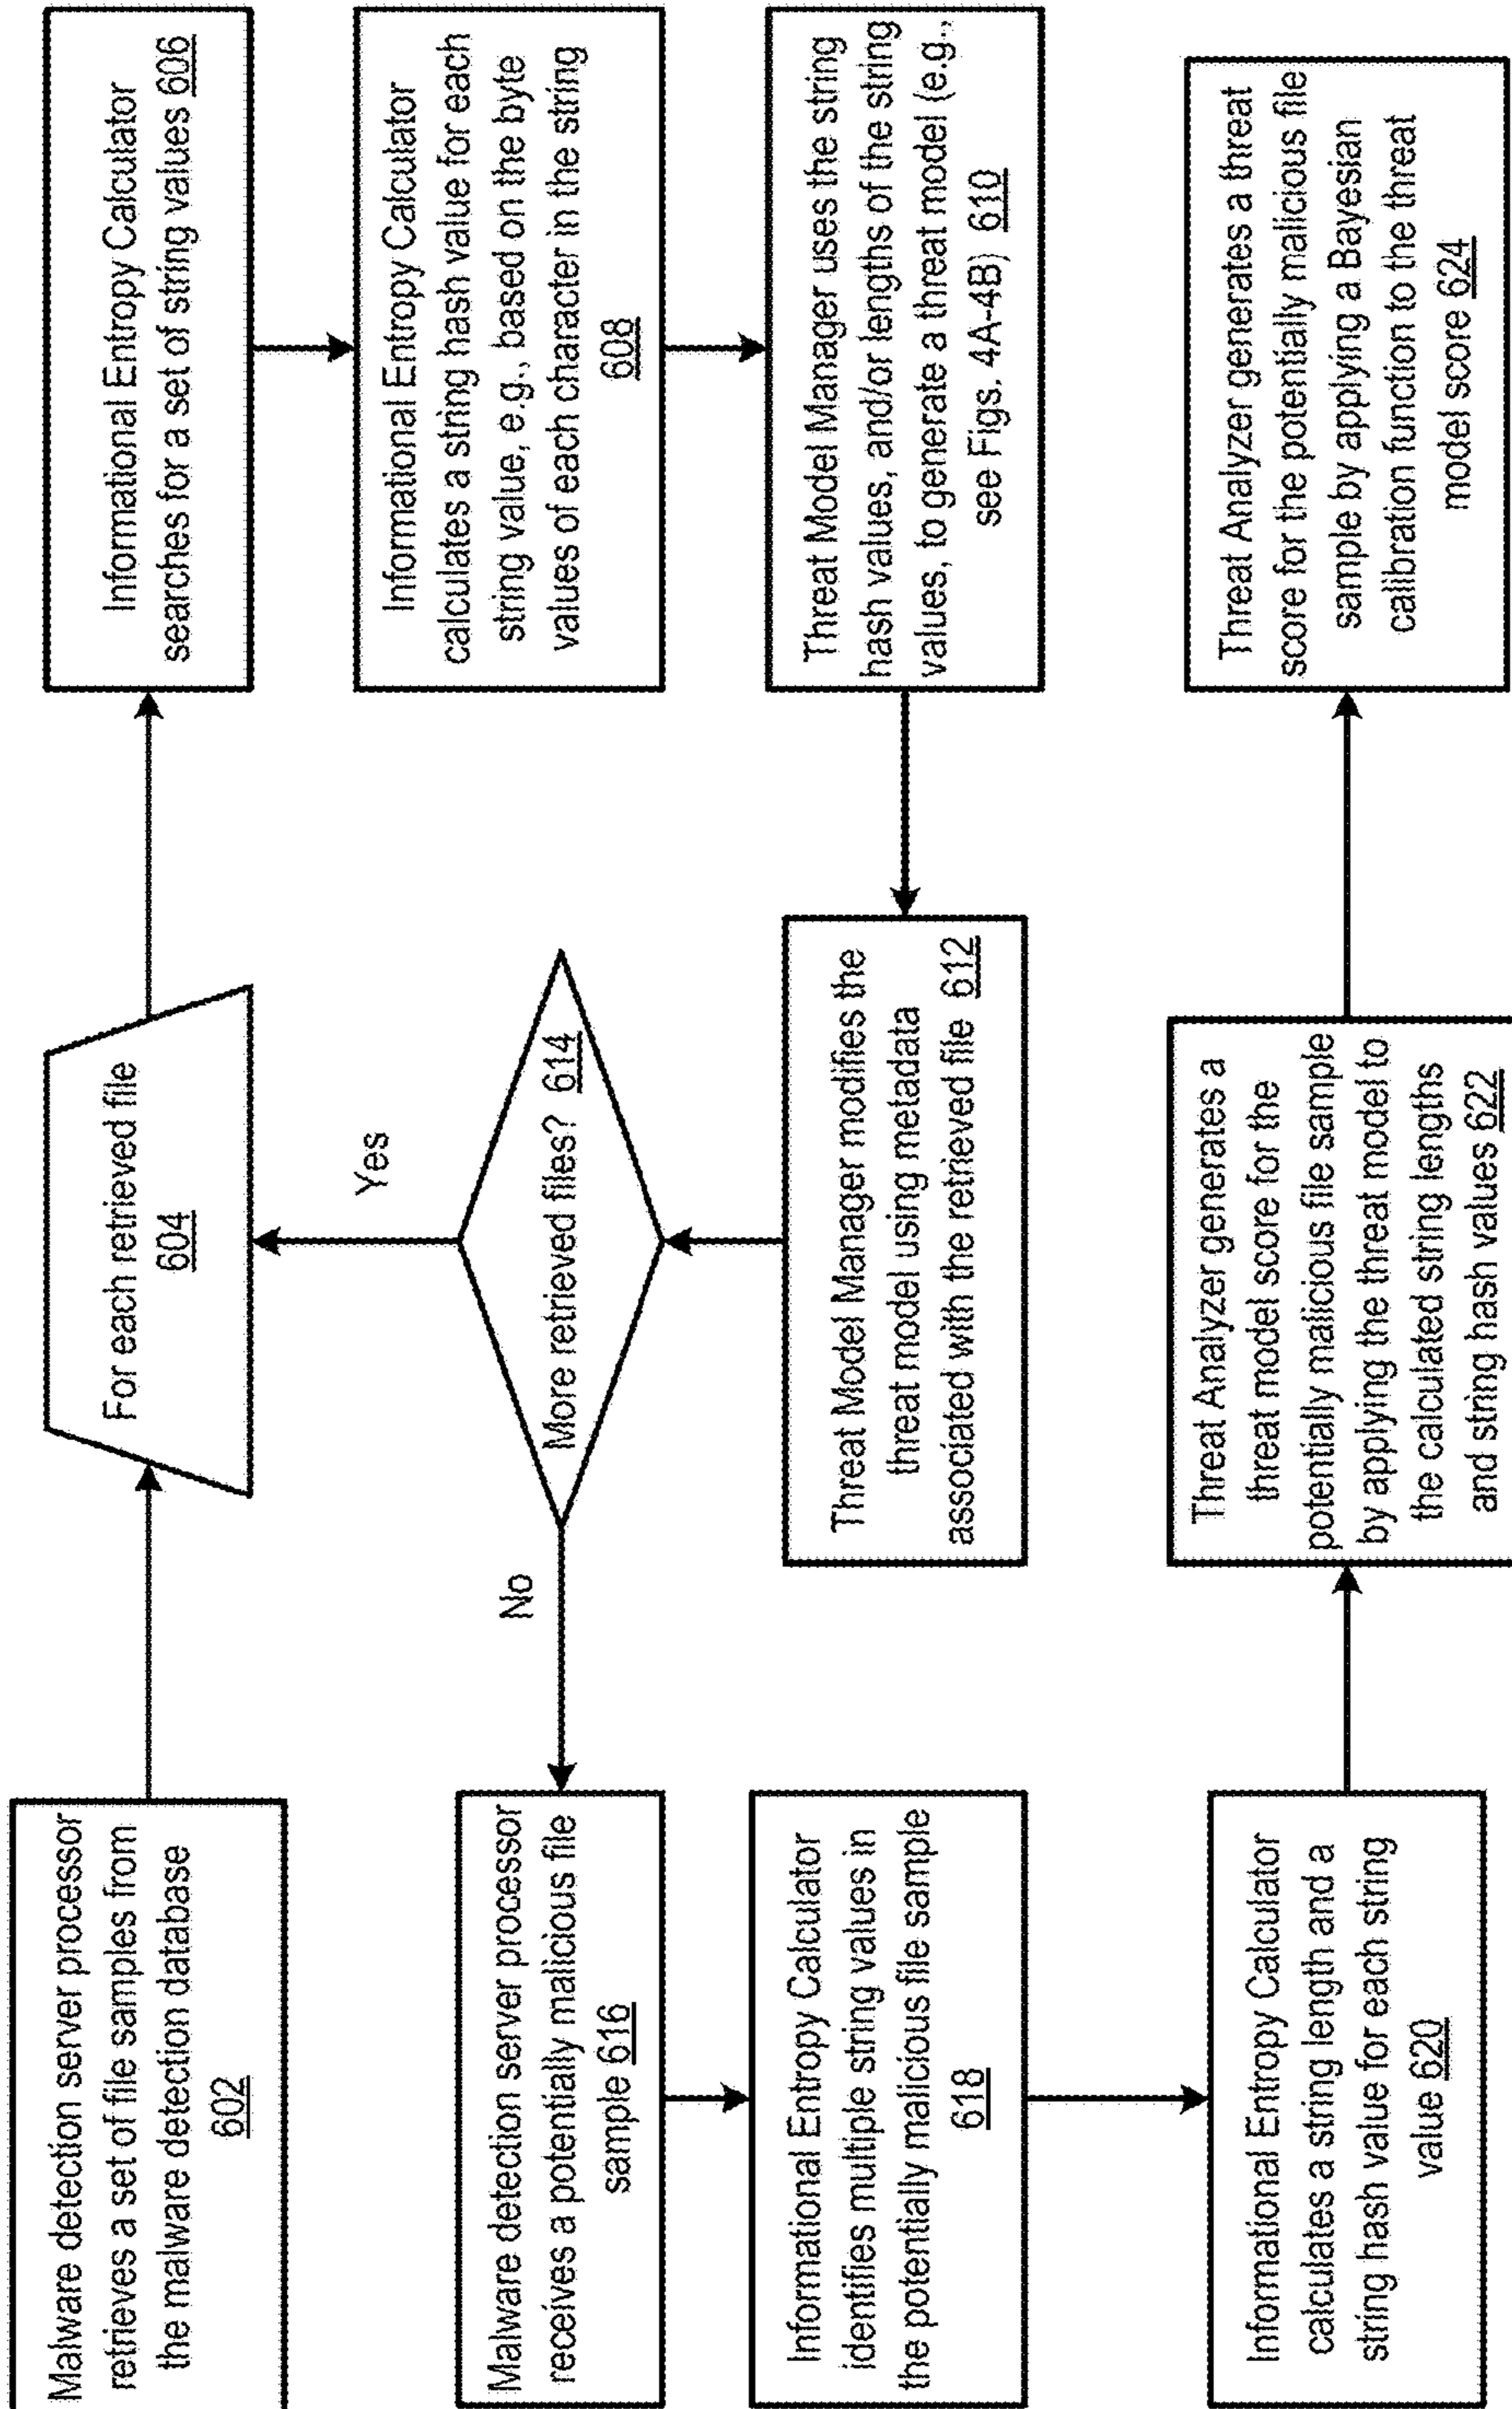 Malware detection server processor
retrieves a set of file samples from
the malware detection database
602
For each retrieved file
604
Informational Entropy Calculator
searches for a set of string values 606
Informational Entropy Calculator
calculates a string hash value for each
string value, e.g., based on the byte
values of each character in the string
608
Threat Model Manager uses the string
hash values, and/or lengths of the string
values, to generate a threat model (e.g.,
see Figs. 4A-4B) 610
Threat Model Manager modifies the
threat model using metadata
associated with the retrieved file 612
More retrieved files? 614
Yes
No
Malware detection server processor
receives a potentially malicious file
sample 616
Informational Entropy Calculator
identifies multiple string values in
the potentially malicious file sample
618
Informational Entropy Calculator
calculates a string length and a
string hash value for each string
value 620
Threat Analyzer generates a
threat model score for the
potentially malicious file sample
by applying the threat model to
the calculated string lengths
and string hash values 622
Threat Analyzer generates a threat
score for the potentially malicious file
sample by applying a Bayesian
calibration function to the threat
model score 624